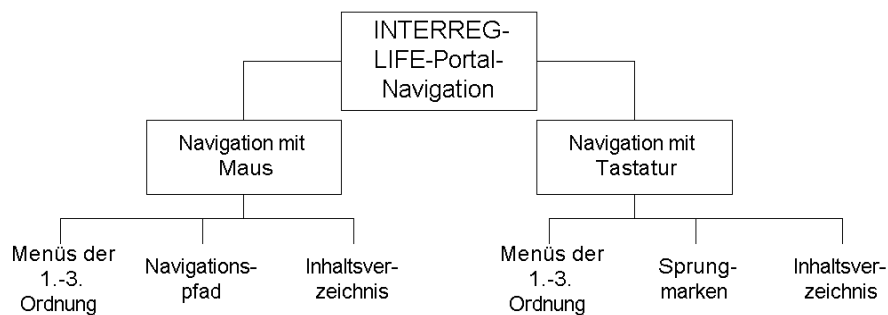 INTERREG-
LIFE-Portal-
Navigation
Navigation mit
Maus
Navigation mit
Tastatur
Menüs der
1.-3.
Ordnung
Navigations-
pfad
Inhaltsver-
zeichnis
Menüs der
1.-3.
Ordnung
Sprung-
marken
Inhaltsver-
zeichnis